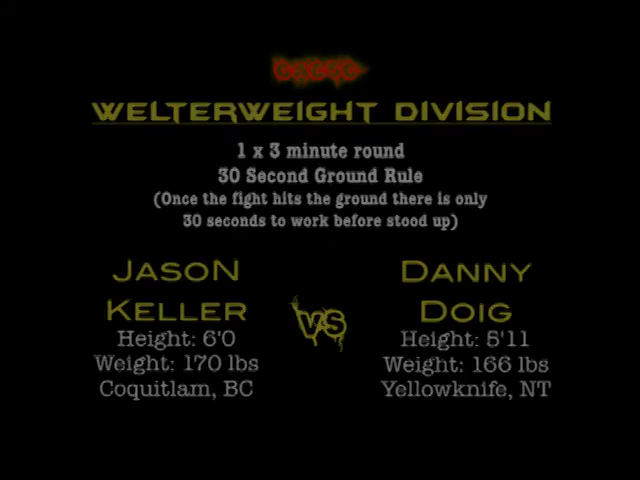 WELTERWEIGHT DIVISION
1 x 3 minute round
30 Second Ground Rule
(Once the fight hits the ground there is only
30 seconds to work before stood up)
JASON
KELLER
Height: 6'0
Weight: 170 lbs
Coquitlam, BC
VS
DANNY
DOIG
Height: 5'11
Weight: 166 lbs
Yellowknife, NT